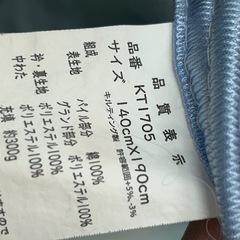 品質表示
品番 KT1705
サイズ 140cmX190cm
キルティング製 許容範囲+5%、-3%
組成
表生地
パイル部分 綿100%
グランド部分 ポリエステル100%
衿・裏生地 ポリエステル100%
中わた ポリエステル100%
充填 約300g